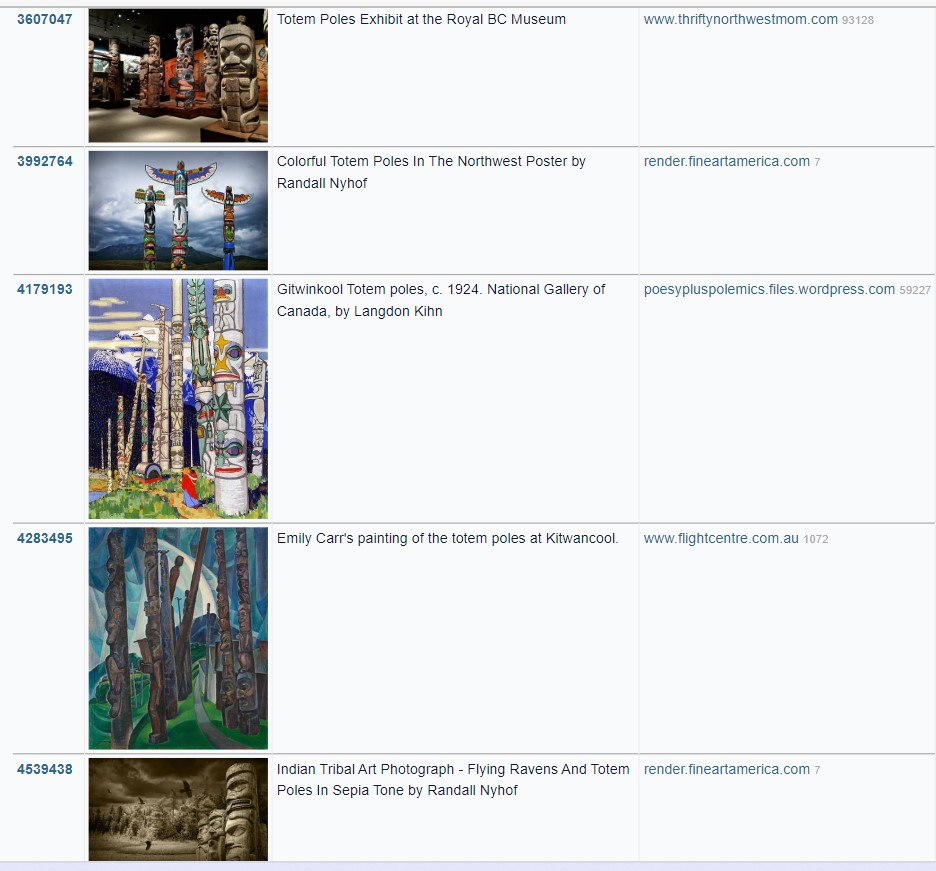 3607047 Totem Poles Exhibit at the Royal BC Museum www.thriftynorthwestmom.com 93128
3992764 Colorful Totem Poles In The Northwest Poster by render.fineartamerica.com 7
Randall Nyhof
4179193 Gitwinkool Totem poles, c. 1924. National Gallery of poesypluspolemics.files.wordpress.com 59227
Canada, by Langdon Kihn
4283495 Emily Carr's painting of the totem poles at Kitwancool. www.flightcentre.com.au 1072
4539438 Indian Tribal Art Photograph - Flying Ravens And Totem render.fineartamerica.com 7
Poles In Sepia Tone by Randall Nyhof